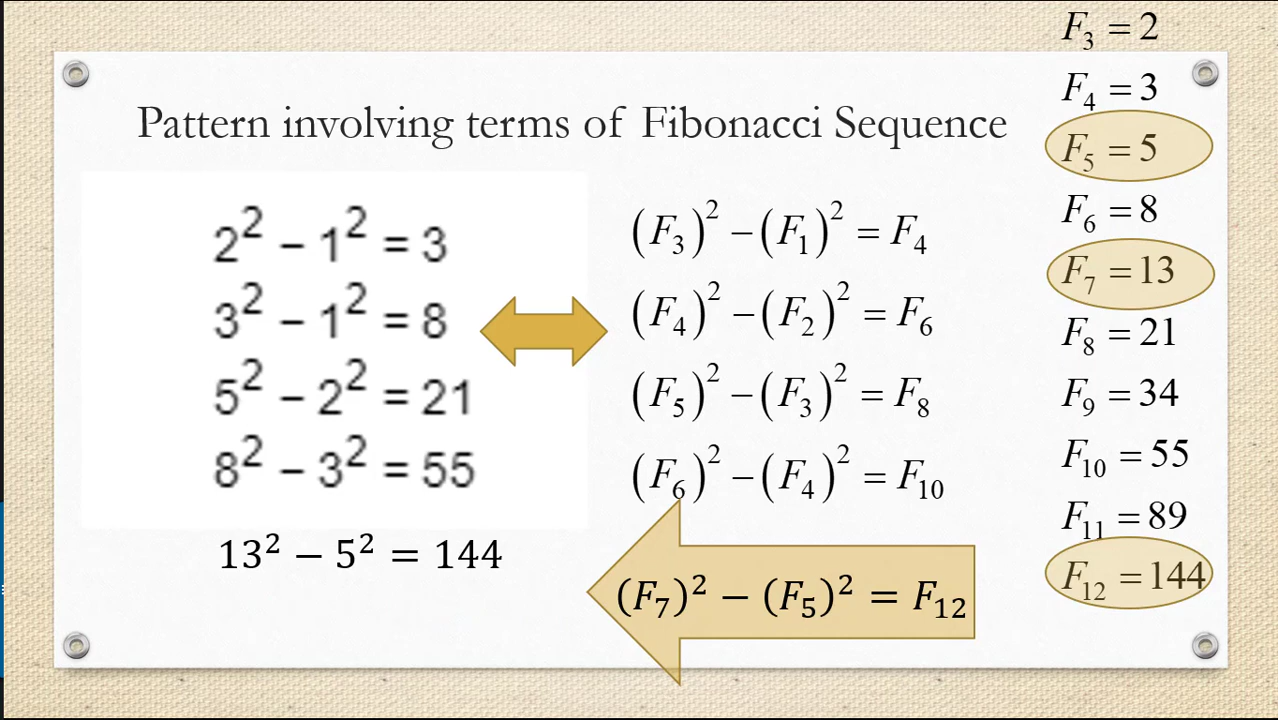 Pattern involving terms of Fibonacci Sequence
2² − 1² = 3
3² − 1² = 8
5² − 2² = 21
8² − 3² = 55
13² − 5² = 144
(F₃)² − (F₁)² = F₄
(F₄)² − (F₂)² = F₆
(F₅)² − (F₃)² = F₈
(F₆)² − (F₄)² = F₁₀
(F₇)² − (F₅)² = F₁₂
F₃ = 2
F₄ = 3
F₅ = 5
F₆ = 8
F₇ = 13
F₈ = 21
F₉ = 34
F₁₀ = 55
F₁₁ = 89
F₁₂ = 144